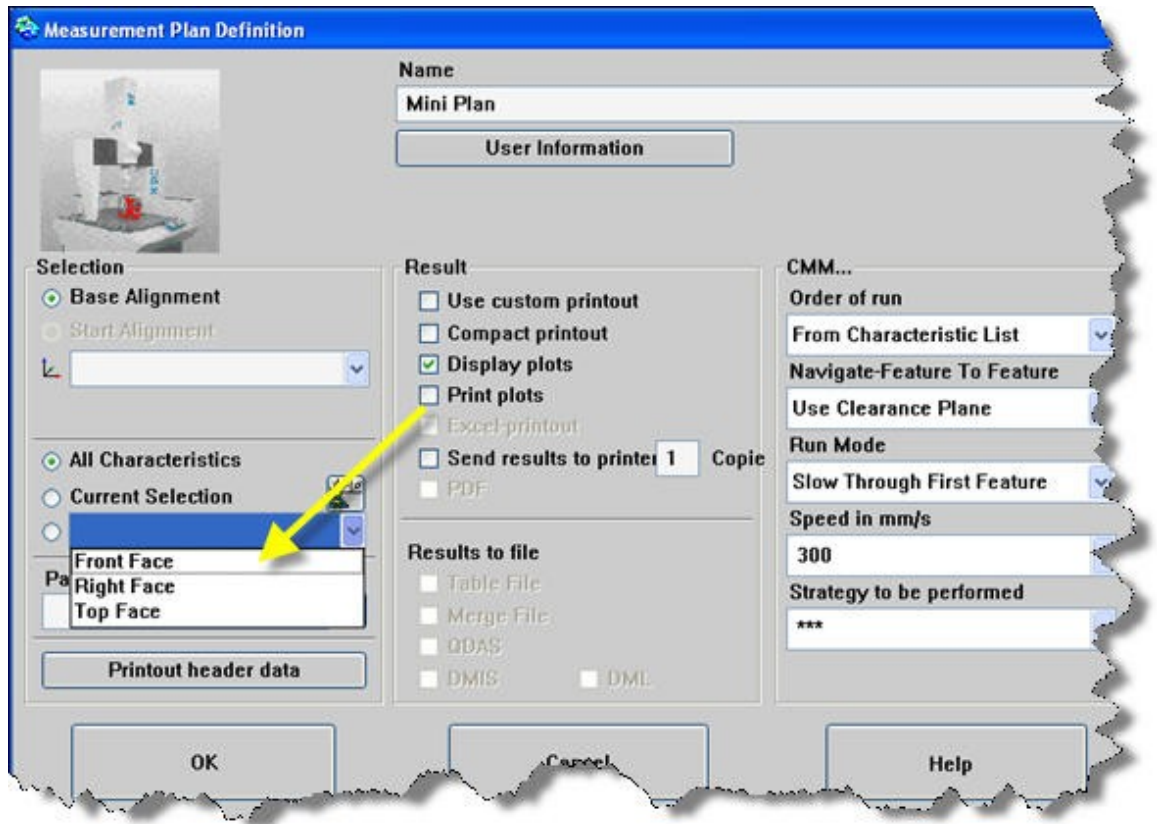 Measurement Plan Definition
Name
Mini Plan
User Information
Selection
Base Alignment
Start Alignment
All Characteristics
Current Selection
Front Face
Right Face
Top Face
Pa
Printout header data
Result
Use custom printout
Compact printout
Display plots
Print plots
Excel-printout
Send results to printer 1 Copie
PDF
Results to file
Table File
Merge File
QDAS
DMIS DML
CMM...
Order of run
From Characteristic List
Navigate-Feature To Feature
Use Clearance Plane
Run Mode
Slow Through First Feature
Speed in mm/s
300
Strategy to be performed
***
OK
Cancel
Help